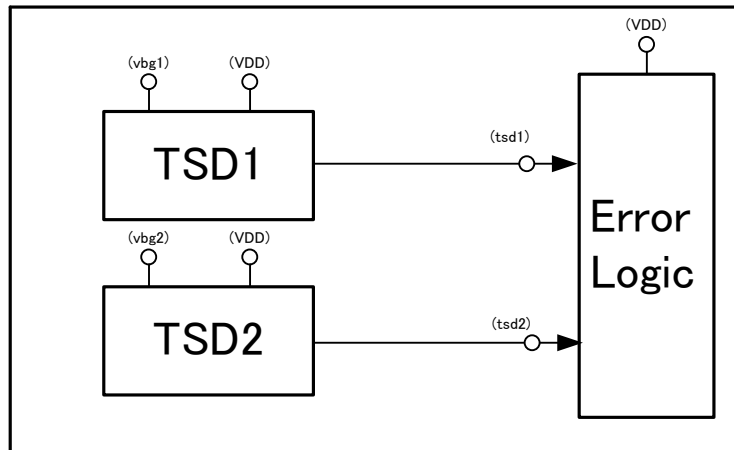 (VDD)
(vbg1) (VDD)
TSD1
(tsd1)
(vbg2) (VDD)
TSD2
(tsd2)
Error
Logic